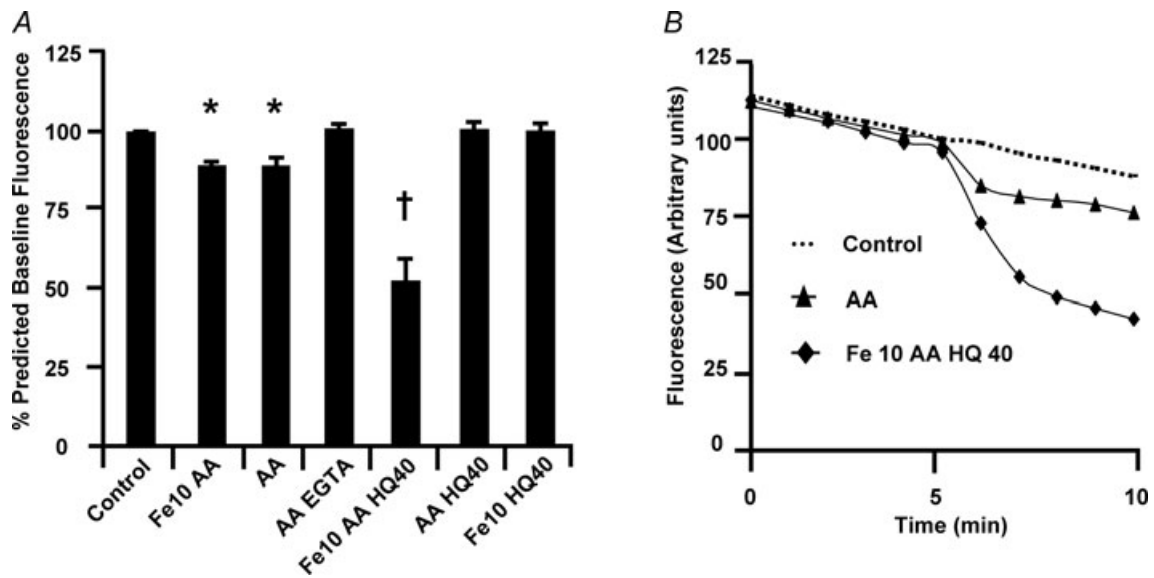 A
% Predicted Baseline Fluorescence
125
100
75
50
25
0
*
*
†
Control
Fe10 AA
AA
AA EGTA
Fe10 AA HQ40
AA HQ40
Fe10 HQ40
B
Fluorescence (Arbitrary units)
125
100
75
50
25
0
Control
AA
Fe 10 AA HQ 40
0 5 10
Time (min)